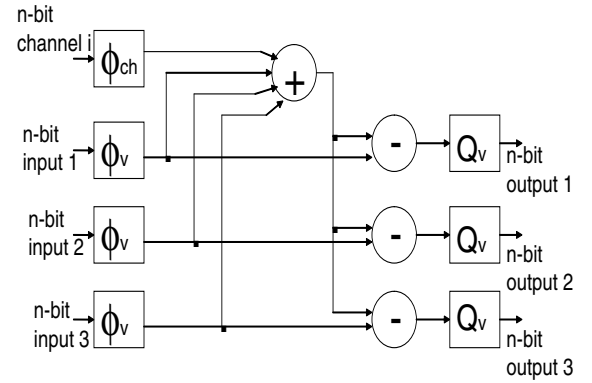 n-bit
channel i
ϕch
+
n-bit
input 1
ϕv
-
Qv
n-bit
output 1
n-bit
input 2
ϕv
-
Qv
n-bit
output 2
n-bit
input 3
ϕv
-
Qv
n-bit
output 3